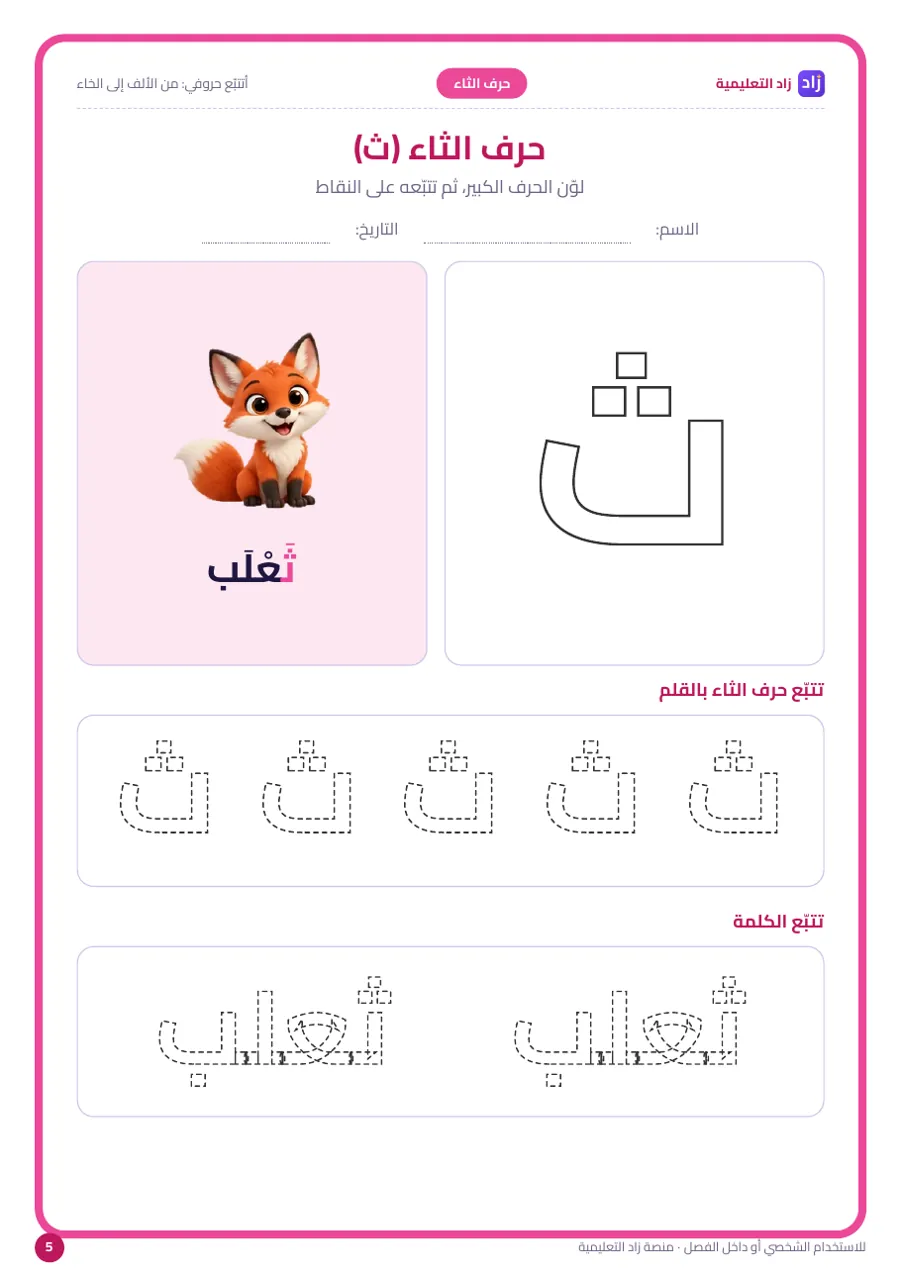 زاد زاد التعليمية
حرف الثاء
أتتبّع حروفي: من الألف إلى الخاء
حرف الثاء (ث)
لوّن الحرف الكبير، ثم تتبّعه على النقاط
الاسم: التاريخ:
ث
ثَعْلَب
تتبّع حرف الثاء بالقلم
ث ث ث ث ث
تتبّع الكلمة
ثعلب ثعلب
للاستخدام الشخصي أو داخل الفصل · منصة زاد التعليمية
5